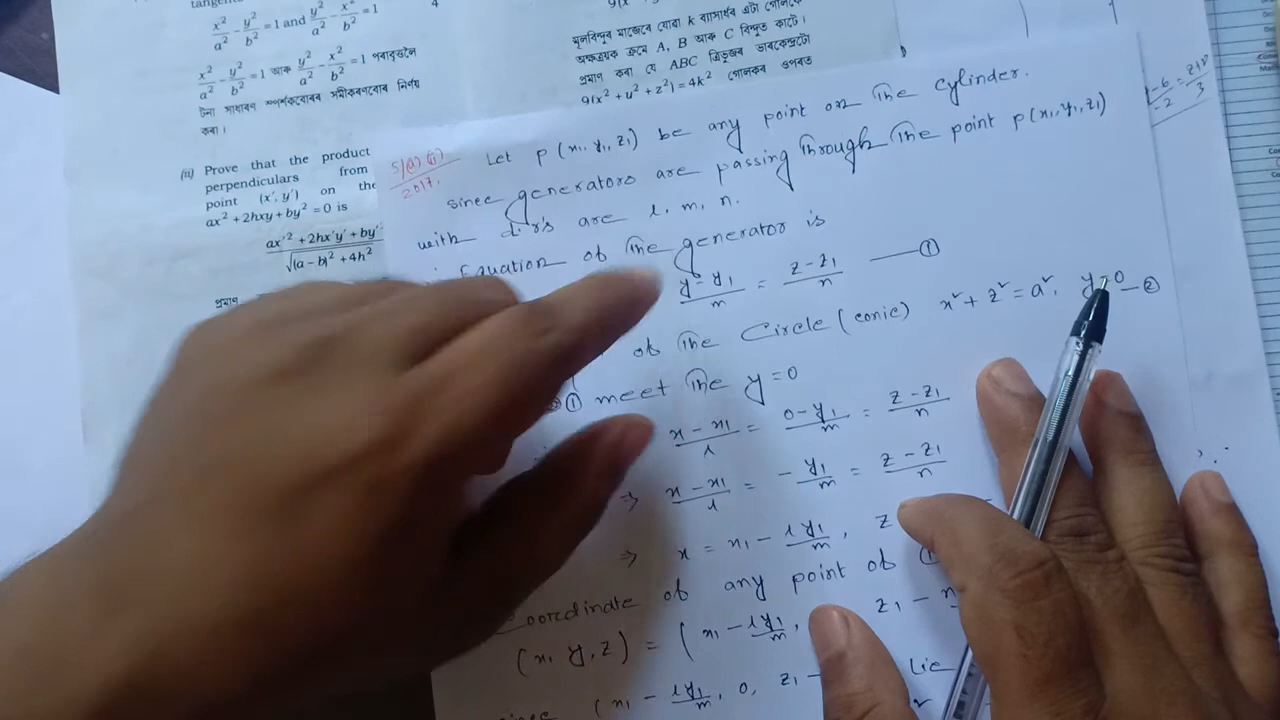 tangents
x²/a² - y²/b² = 1 and y²/a² - x²/b² = 1
4
x²/a² - y²/b² = 1 আৰু y²/a² - x²/b² = 1 পৰাবৃত্তলৈ
টনা সাধাৰণ স্পৰ্শকবোৰৰ সমীকৰণবোৰ নিৰ্ণয়
কৰা।
(ii) Prove that the product
perpendiculars from
point (x′, y′) on the
ax² + 2hxy + by² = 0 is
ax′² + 2hx′y′ + by′
√(a – b)² + 4h²
প্ৰমাণ
মূলবিন্দুৰ মাজেৰে যোৱা k ব্যাসাৰ্ধৰ এটা গোলকে
অক্ষত্ৰয়ক ক্ৰমে A, B আৰু C বিন্দুত কাটে।
প্ৰমাণ কৰা যে ABC ত্ৰিভুজৰ ভাৰকেন্দ্ৰটো
9(x² + y² + z²) = 4k² গোলকৰ ওপৰত
5/(a) (ii)
2017.
Let P(x₁, y₁, z₁) be any point on the cylinder.
since generators are passing through the point P(x₁, y₁, z₁)
with d.r's are l, m, n.
Equation of the generator is
y - y₁/m = z - z₁/n —— ①
of the Circle (conic) x² + z² = a², y = 0 — ②
① meet the y = 0
x - x₁/l = 0 - y₁/m = z - z₁/n
⇒ x - x₁/l = - y₁/m = z - z₁/n
⇒ x = x₁ - ly₁/m, z
coordinate of any point of ①
(x, y, z) = (x₁ - ly₁/m, z₁ - n
since (x₁ - ly₁/m, 0, z₁ - lie